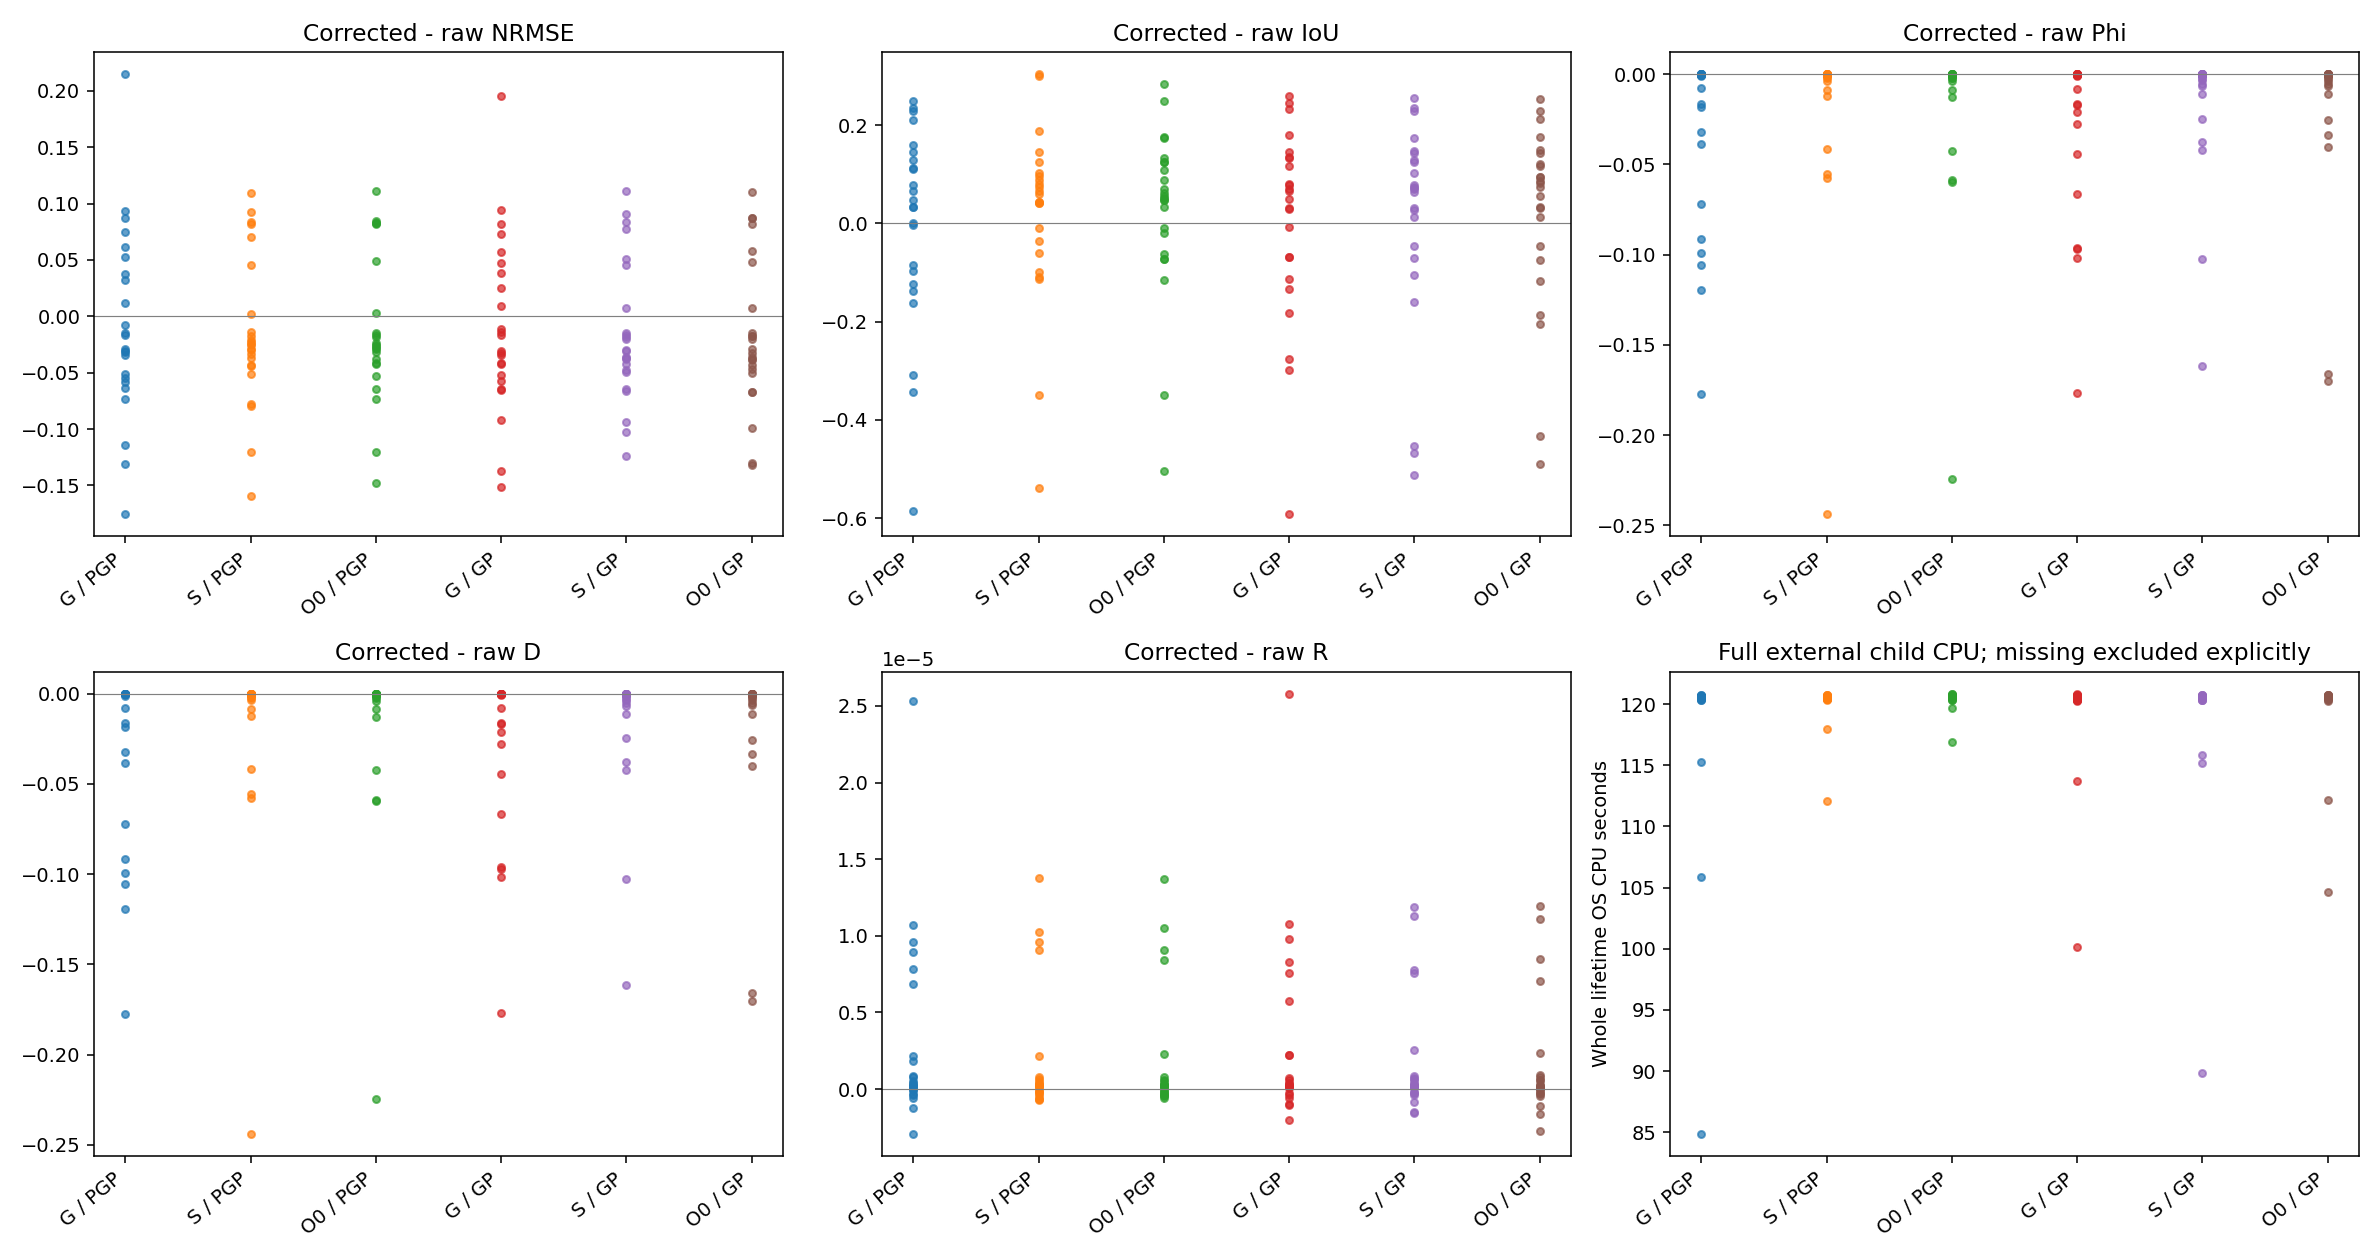 Corrected - raw NRMSE
0.20
0.15
0.10
0.05
0.00
−0.05
−0.10
−0.15
G / PGP
S / PGP
O0 / PGP
G / GP
S / GP
O0 / GP
Corrected - raw IoU
0.2
0.0
−0.2
−0.4
−0.6
G / PGP
S / PGP
O0 / PGP
G / GP
S / GP
O0 / GP
Corrected - raw Phi
0.00
−0.05
−0.10
−0.15
−0.20
−0.25
G / PGP
S / PGP
O0 / PGP
G / GP
S / GP
O0 / GP
Corrected - raw D
0.00
−0.05
−0.10
−0.15
−0.20
−0.25
G / PGP
S / PGP
O0 / PGP
G / GP
S / GP
O0 / GP
Corrected - raw R
1e−5
2.5
2.0
1.5
1.0
0.5
0.0
G / PGP
S / PGP
O0 / PGP
G / GP
S / GP
O0 / GP
Full external child CPU; missing excluded explicitly
Whole lifetime OS CPU seconds
120
115
110
105
100
95
90
85
G / PGP
S / PGP
O0 / PGP
G / GP
S / GP
O0 / GP